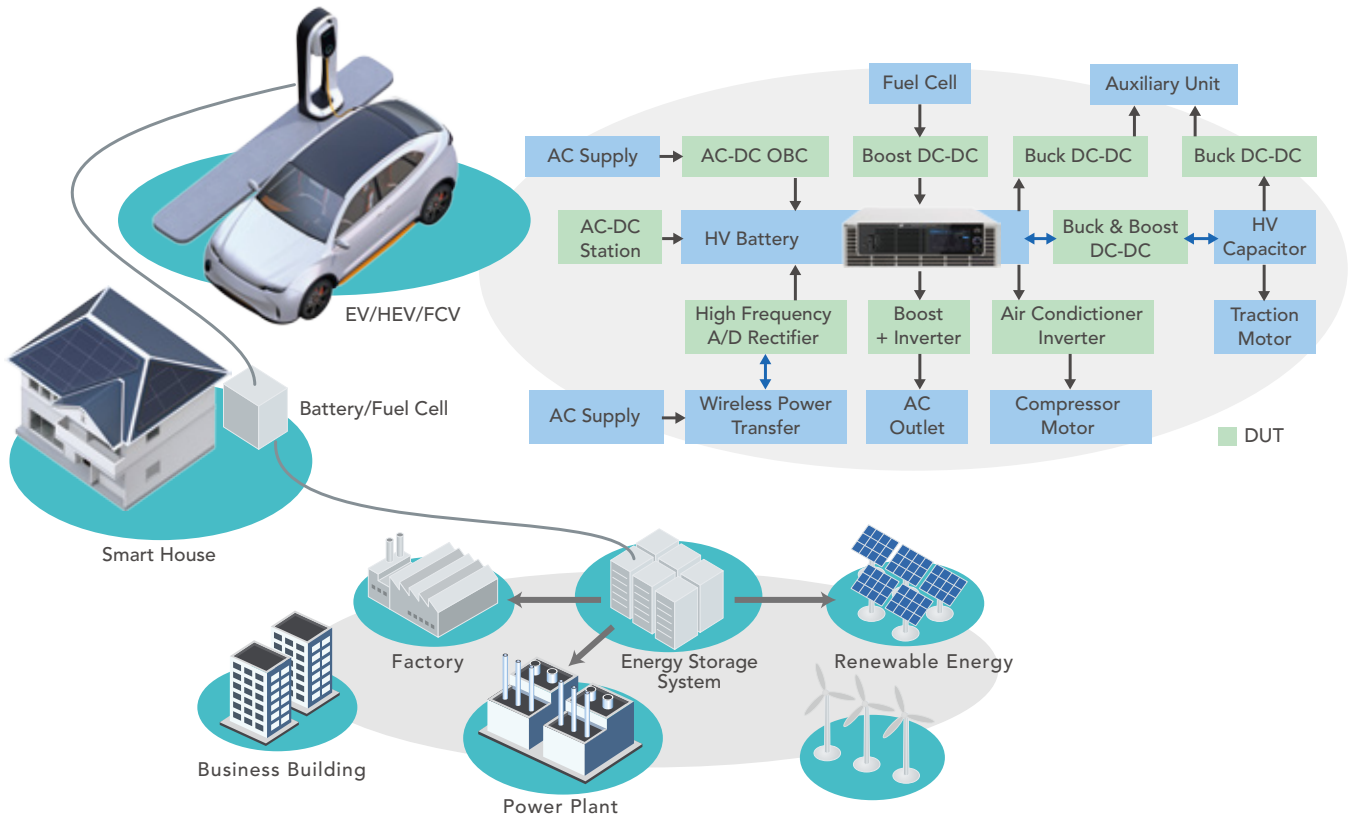 Fuel Cell
Auxiliary Unit
AC Supply
AC-DC OBC
Boost DC-DC
Buck DC-DC
Buck DC-DC
AC-DC
Station
HV Battery
Buck & Boost
DC-DC
HV
Capacitor
EV/HEV/FCV
High Frequency
A/D Rectifier
Boost
+ Inverter
Air Condictioner
Inverter
Traction
Motor
Battery/Fuel Cell
AC Supply
Wireless Power
Transfer
AC
Outlet
Compressor
Motor
DUT
Smart House
Factory
Energy Storage
System
Renewable Energy
Business Building
Power Plant